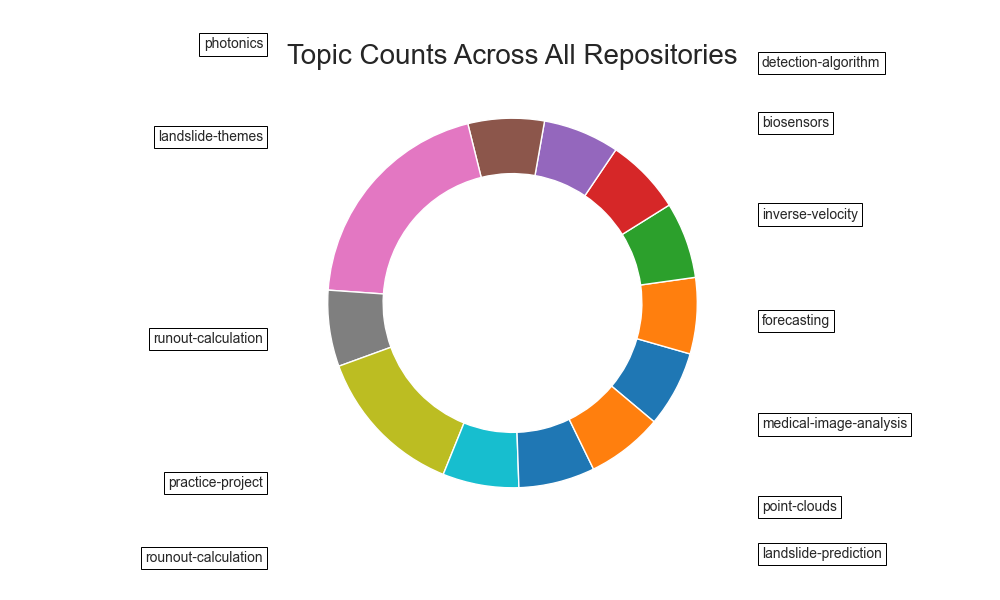 photonics
Topic Counts Across All Repositories
detection-algorithm
biosensors
landslide-themes
inverse-velocity
forecasting
runout-calculation
medical-image-analysis
practice-project
point-clouds
rounout-calculation
landslide-prediction